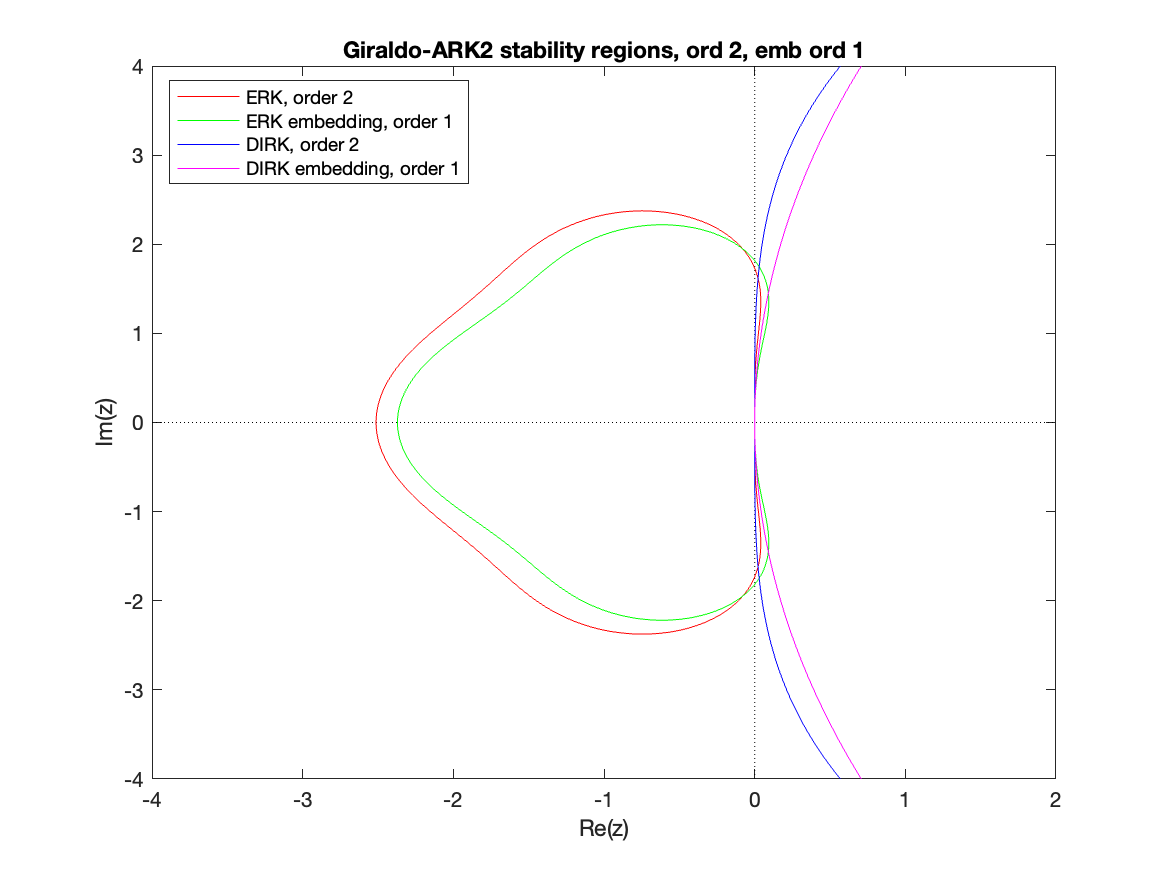 Giraldo-ARK2 stability regions, ord 2, emb ord 1
ERK, order 2
ERK embedding, order 1
DIRK, order 2
DIRK embedding, order 1
4
3
2
1
0
-1
-2
-3
-4
Im(z)
-4 -3 -2 -1 0 1 2
Re(z)